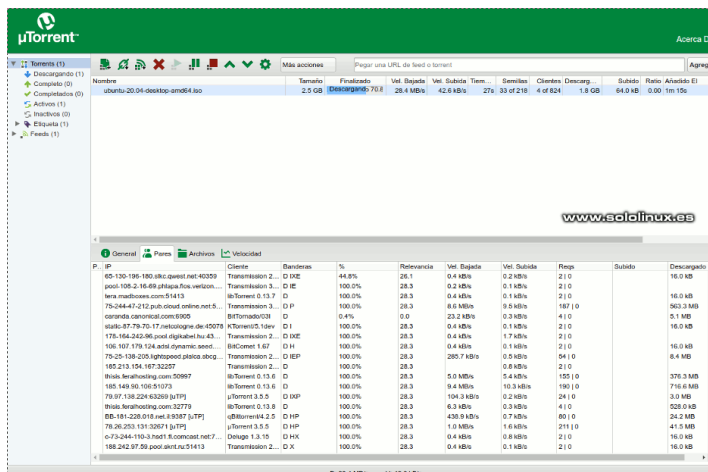 µTorrent™
Acerca D
Más acciones
Pegar una URL de feed o torrent
Agreg
Torrents (1)
Descargando (1)
Completo (0)
Completados (0)
Activos (1)
Inactivos (0)
Etiqueta (1)
Feeds (1)
Nombre Tamaño Finalizado Vel. Bajada Vel. Subida Tiem... Semillas Clientes Descarg... Subido Ratio Añadido El
ubuntu-20.04-desktop-amd64.iso 2.5 GB Descargando 70.8 28.4 MB/s 42.6 kB/s 27s 33 of 218 4 of 824 1.8 GB 64.0 kB 0.00 1m 15s
www.sololinux.es
General Pares Archivos Velocidad
P... IP Cliente Banderas % Relevancia Vel. Bajada Vel. Subida Reqs Subido Descargado
65-130-196-180.slkc.qwest.net:40359 Transmission 2... D IXE 44.8% 26.1 0.4 kB/s 0.2 kB/s 2 | 0 16.0 kB
pool-108-2-16-69.phlapa.fios.verizon.... Transmission 3... D IE 100.0% 28.3 0.2 kB/s 0.1 kB/s 2 | 0
tera.madboxes.com:51413 libTorrent 0.13.7 D 100.0% 28.3 0.4 kB/s 0.1 kB/s 2 | 0 16.0 kB
75-244-47-212.pub.cloud.online.net:5... Transmission 3... D P 100.0% 28.3 8.6 MB/s 9.5 kB/s 187 | 0 563.3 MB
caranda.canonical.com:6905 BitTornado/03I D 0.4% 0.0 23.2 kB/s 0.3 kB/s 4 | 0 5.1 MB
static-87-79-70-17.netcologne.de:45078 KTorrent/5.1dev D I 100.0% 28.3 0.4 kB/s 0.1 kB/s 2 | 0 16.0 kB
178-164-242-96.pool.digikabel.hu:43... Transmission 2... D IXE 100.0% 28.3 0.4 kB/s 1.7 kB/s 2 | 0
106.107.179.124.adsl.dynamic.seed.... BitComet 1.67 D H 100.0% 28.3 0.4 kB/s 0.1 kB/s 2 | 0 16.0 kB
75-25-138-205.lightspeed.plalca.sbcg... Transmission 2... D IEP 100.0% 28.3 285.7 kB/s 0.5 kB/s 54 | 0 8.4 MB
185.213.154.167:32257 Transmission 2... D 100.0% 28.3 0.8 kB/s 2 | 0
thisis.feralhosting.com:50997 libTorrent 0.13.6 D 100.0% 28.3 5.0 MB/s 5.4 kB/s 155 | 0 376.3 MB
185.149.90.106:51073 libTorrent 0.13.6 D 100.0% 28.3 9.4 MB/s 10.3 kB/s 190 | 0 716.6 MB
79.97.138.224:63269 [uTP] µTorrent 3.5.5 D IXP 100.0% 28.3 104.3 kB/s 0.2 kB/s 24 | 0 3.0 MB
thisis.feralhosting.com:32779 libTorrent 0.13.8 D 100.0% 28.3 6.3 kB/s 0.3 kB/s 4 | 0 528.0 kB
BB-181-228.018.net.il:9387 [uTP] qBittorrent/4.2.5 D HP 100.0% 28.3 438.9 kB/s 0.7 kB/s 80 | 0 24.2 MB
78.26.253.131:32671 [uTP] µTorrent 3.5.5 D HP 100.0% 28.3 1.0 MB/s 1.6 kB/s 211 | 0 41.5 MB
c-73-244-110-3.hsd1.fl.comcast.net:7... Deluge 1.3.15 D HX 100.0% 28.3 0.4 kB/s 0.8 kB/s 2 | 0 16.0 kB
188.242.97.59.pool.sknt.ru:51413 Transmission 2... D X 100.0% 28.3 0.4 kB/s 0.1 kB/s 2 | 0 16.0 kB